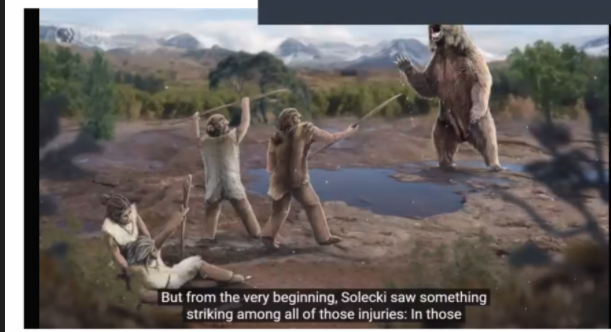 But from the very beginning, Solecki saw something
striking among all of those injuries: In those